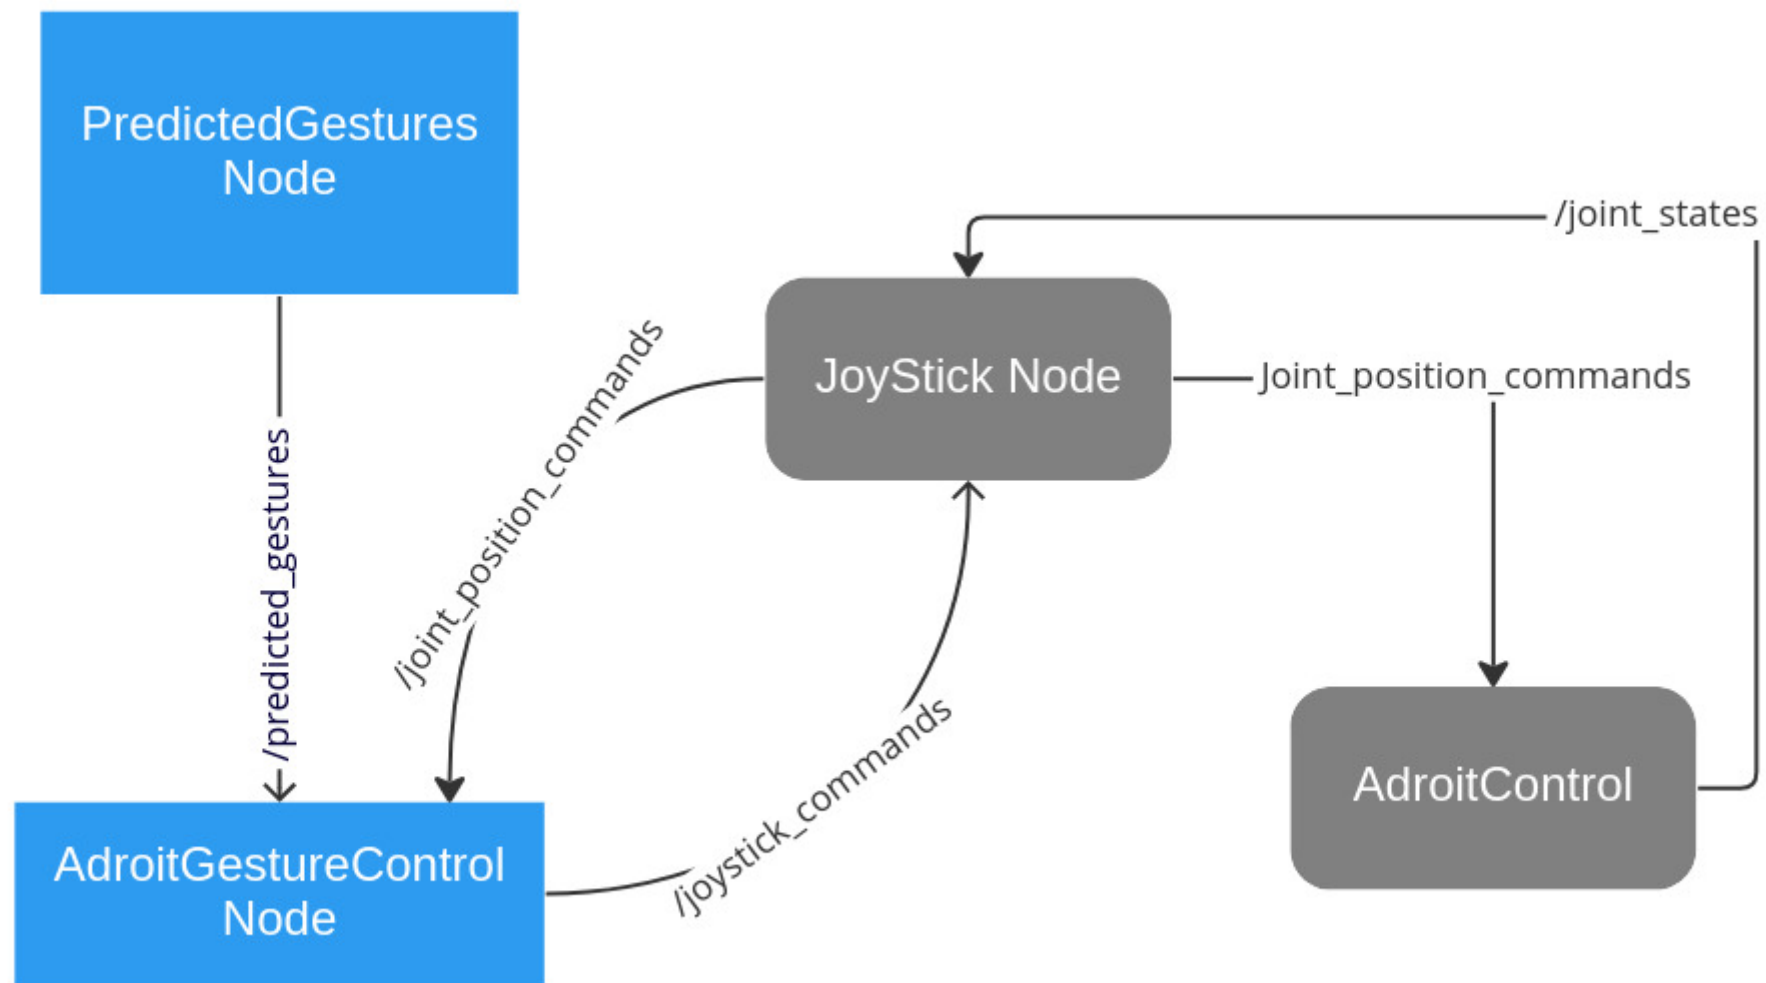 PredictedGestures
Node
/joint_states
JoyStick Node
Joint_position_commands
/joint_position_commands
/predicted_gestures
/joystick_commands
AdroitControl
AdroitGestureControl
Node